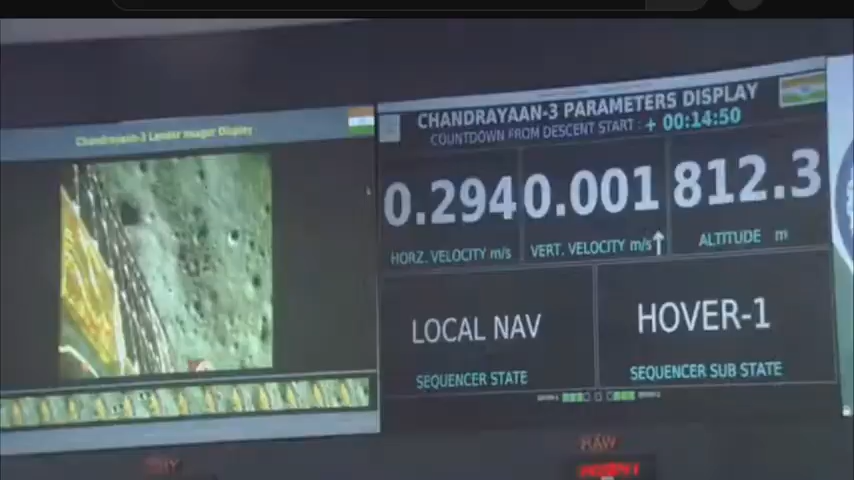 Chandrayaan-3 Lander Imager Display
CHANDRAYAAN-3 PARAMETERS DISPLAY
COUNTDOWN FROM DESCENT START : + 00:14:50
0.294 0.001 812.3
HORZ. VELOCITY m/s VERT. VELOCITY m/s↑ ALTITUDE m
LOCAL NAV HOVER-1
SEQUENCER STATE SEQUENCER SUB STATE
RAW